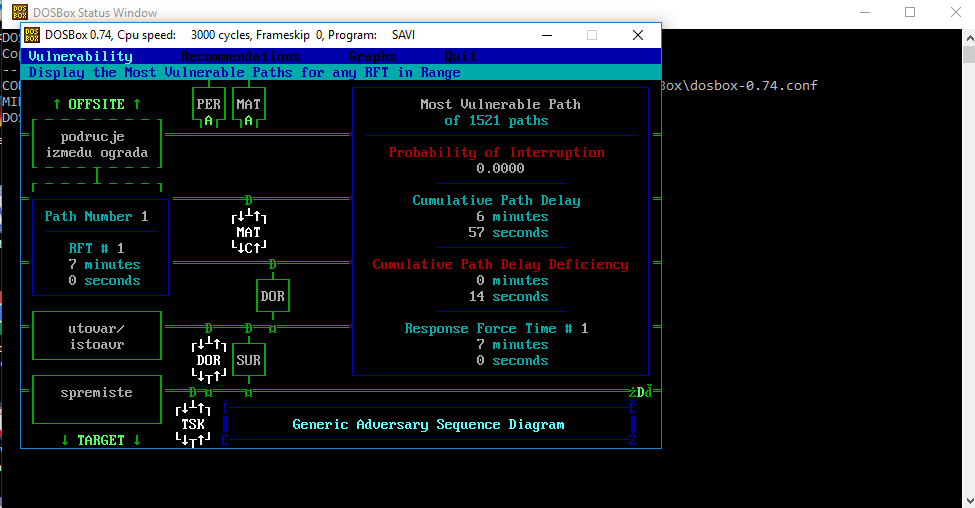 DOSBox Status Window
DOSBox 0.74, Cpu speed: 3000 cycles, Frameskip 0, Program: SAVI
Vulnerability Recommendations Graphs Quit
Display the Most Vulnerable Paths for any RFT in Range
Box\dosbox-0.74.conf
↑ OFFSITE ↑
PER MAT
A A
podrucje
izmedu ograda
Most Vulnerable Path
of 1521 paths
Probability of Interruption
0.0000
D
MAT
C
Cumulative Path Delay
6 minutes
57 seconds
Path Number 1
RFT # 1
7 minutes
0 seconds
D
DOR
Cumulative Path Delay Deficiency
0 minutes
14 seconds
utovar/
istoavr
D D ¤
DOR SUR
Response Force Time # 1
7 minutes
0 seconds
spremiste
D ¤ ¤
żDď
TSK
Generic Adversary Sequence Diagram
↓ TARGET ↓